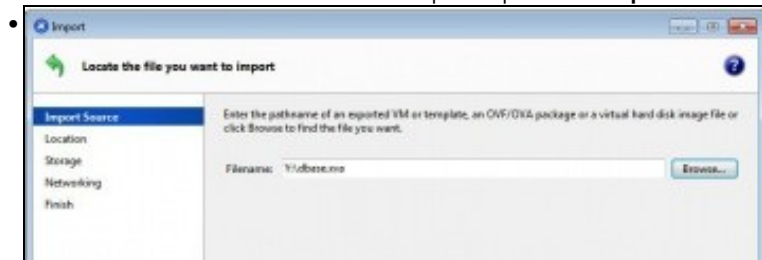 Import
Locate the file you want to import
Import Source
Location
Storage
Networking
Finish
Enter the pathname of an exported VM or template, an OVF/OVA package or a virtual hard disk image file or
click Browse to find the file you want.
Filename: Y:\dbase.xva
Browse...